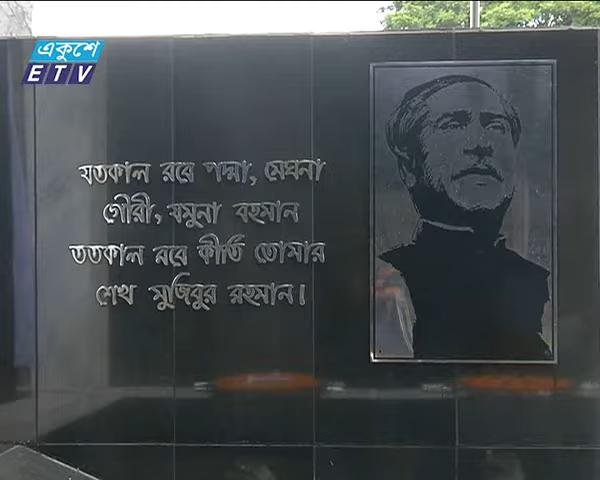 একুশে
ETV
যতকাল রবে পদ্মা, মেঘনা
গৌরী, যমুনা বহমান
ততকাল রবে কীর্তি তোমার
শেখ মুজিবুর রহমান।